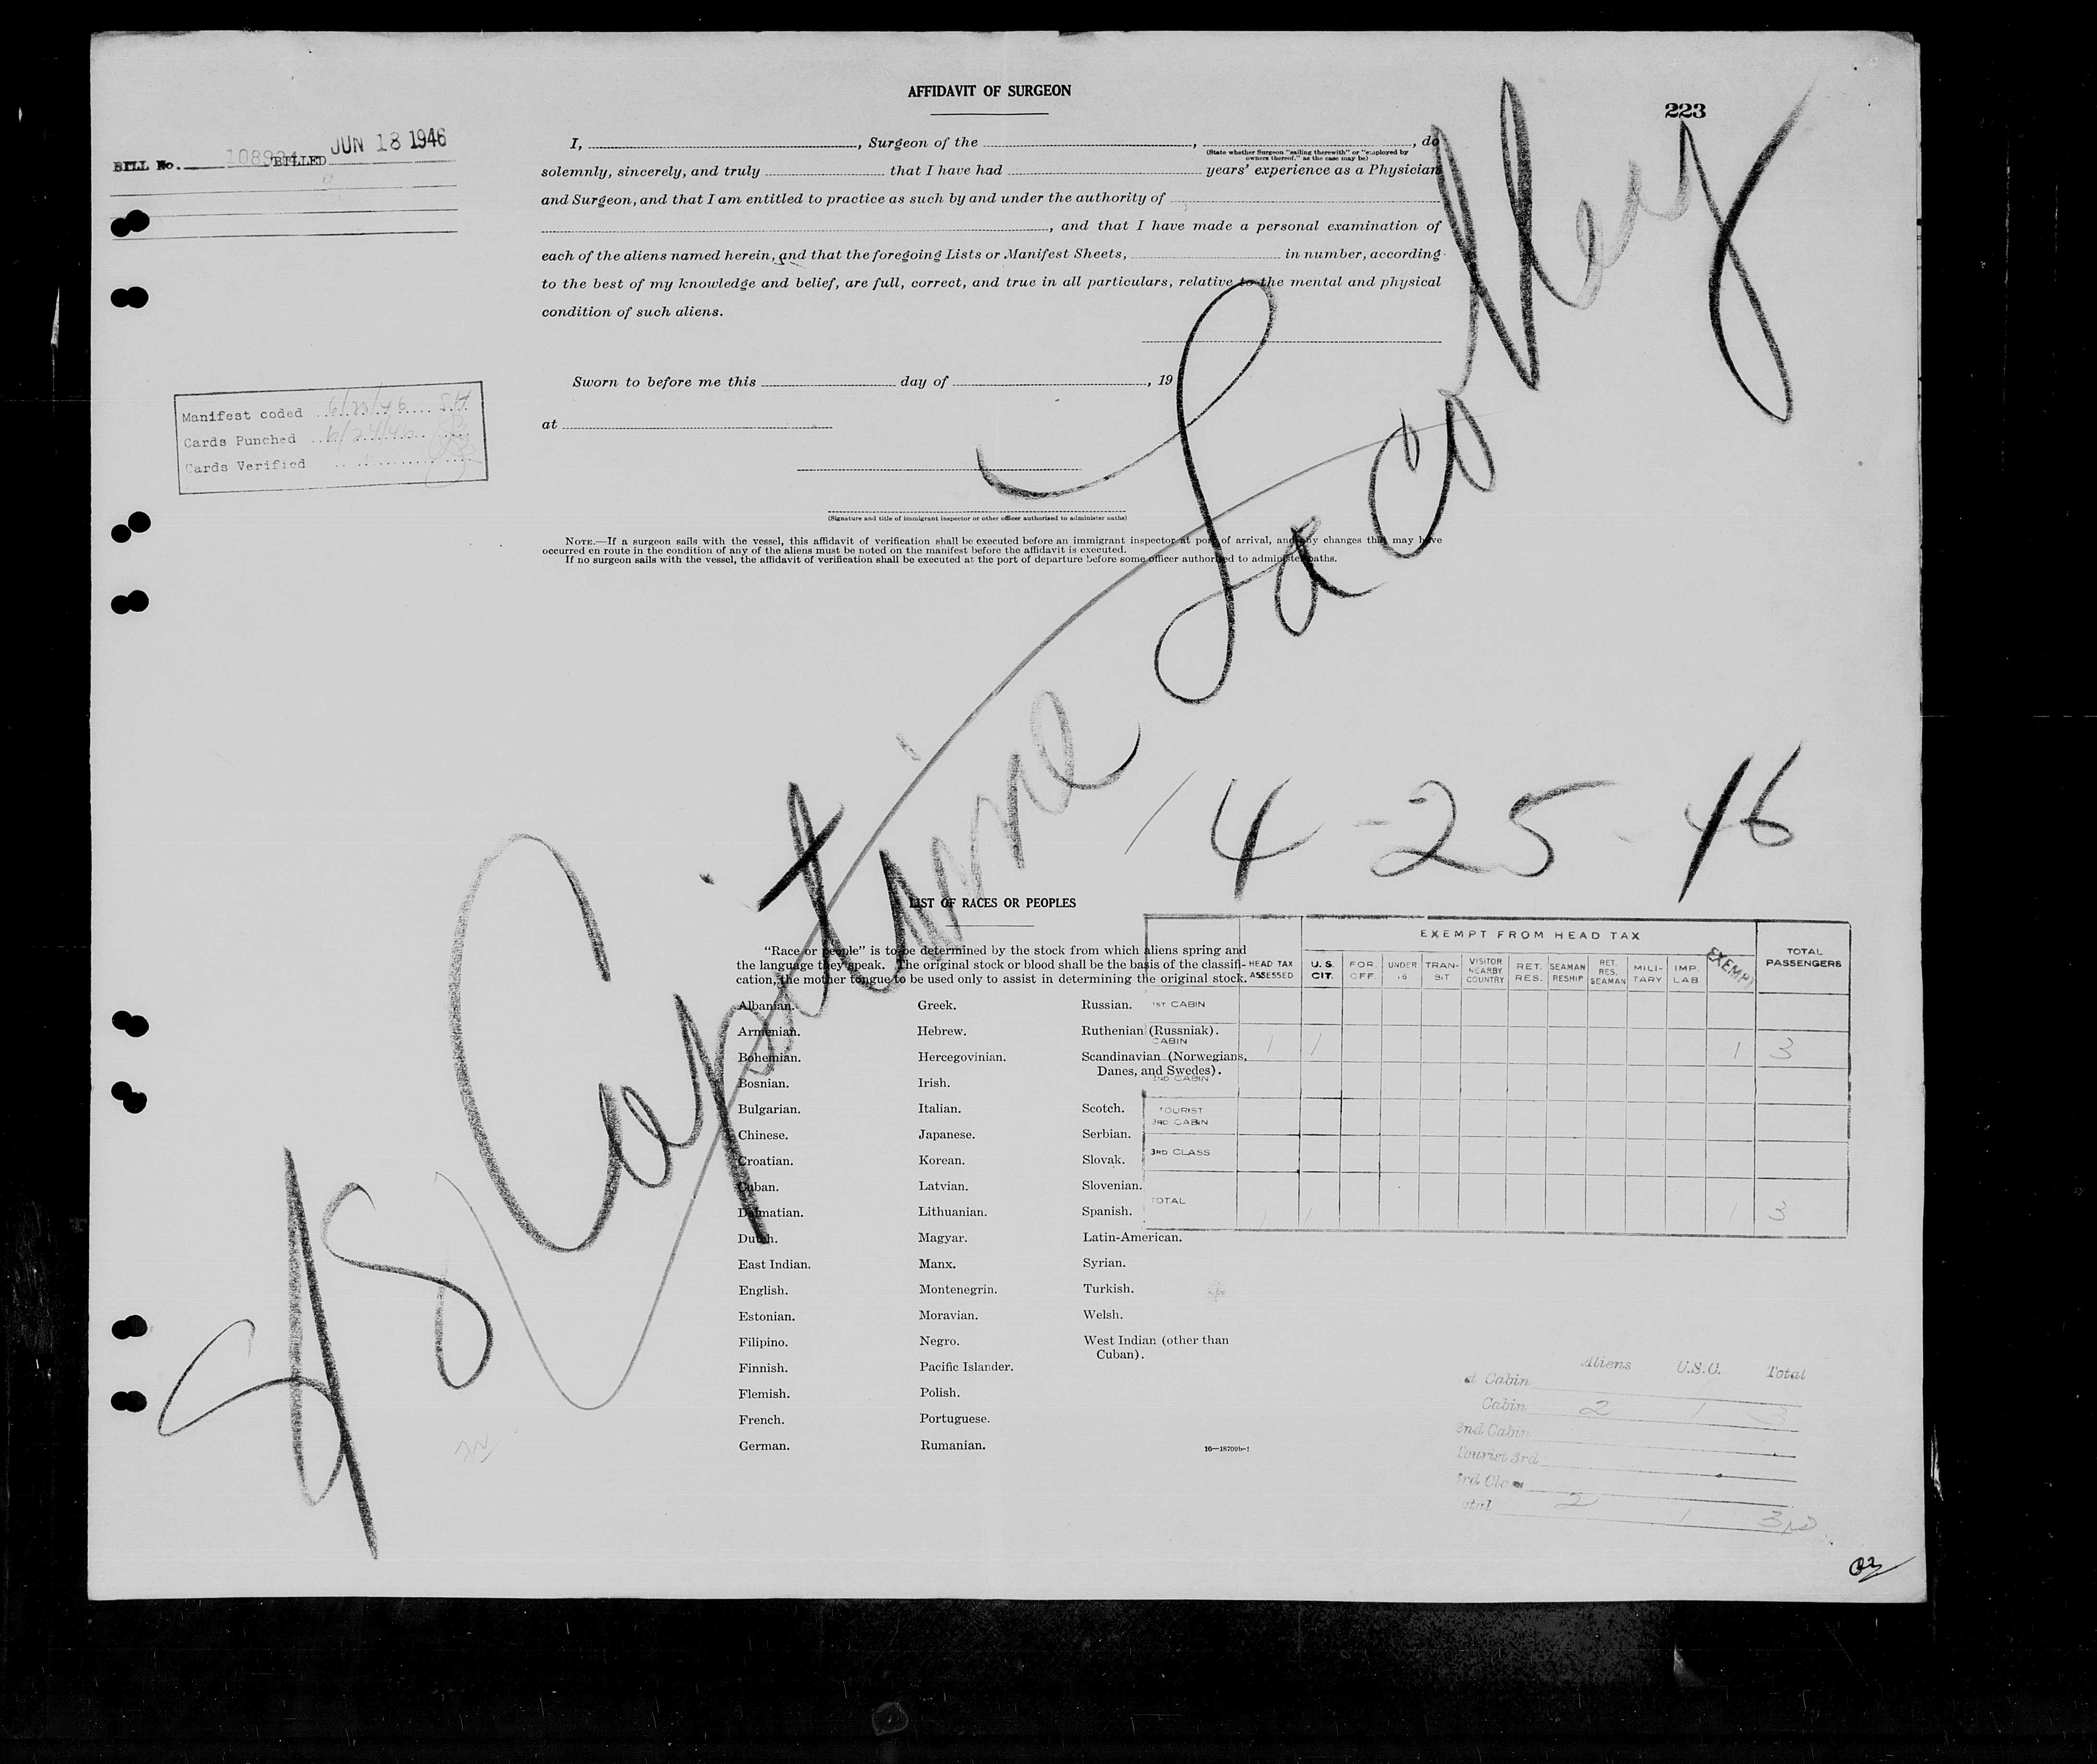 AFFIDAVIT OF SURGEON
223
BILL No. BILLED JUN 18 1946
I, , Surgeon of the , , do
(State whether Surgeon "sailing therewith" or "employed by
owners thereof," as the case may be)
solemnly, sincerely, and truly that I have had years' experience as a Physician
and Surgeon, and that I am entitled to practice as such by and under the authority of
, and that I have made a personal examination of
each of the aliens named herein, and that the foregoing Lists or Manifest Sheets, in number, according
to the best of my knowledge and belief, are full, correct, and true in all particulars, relative to the mental and physical
condition of such aliens.
Sworn to before me this day of , 19
at
Manifest coded 6/23/46
Cards Punched 6/24/46
Cards Verified
(Signature and title of immigrant inspector or other officer authorized to administer oaths)
NOTE.—If a surgeon sails with the vessel, this affidavit of verification shall be executed before an immigrant inspector at port of arrival, and any changes that may have
occurred en route in the condition of any of the aliens must be noted on the manifest before the affidavit is executed.
If no surgeon sails with the vessel, the affidavit of verification shall be executed at the port of departure before some officer authorized to administer oaths.
4-25-46
LIST OF RACES OR PEOPLES
"Race or people" is to be determined by the stock from which aliens spring and
the language they speak. The original stock or blood shall be the basis of the classifi-
cation, the mother tongue to be used only to assist in determining the original stock.
Albanian.
Armenian.
Bohemian.
Bosnian.
Bulgarian.
Chinese.
Croatian.
Cuban.
Dalmatian.
Dutch.
East Indian.
English.
Estonian.
Filipino.
Finnish.
Flemish.
French.
German.
Greek.
Hebrew.
Hercegovinian.
Irish.
Italian.
Japanese.
Korean.
Latvian.
Lithuanian.
Magyar.
Manx.
Montenegrin.
Moravian.
Negro.
Pacific Islander.
Polish.
Portuguese.
Rumanian.
Russian.
Ruthenian (Russniak).
Scandinavian (Norwegians,
Danes, and Swedes).
Scotch.
Serbian.
Slovak.
Slovenian.
Spanish.
Latin-American.
Syrian.
Turkish.
Welsh.
West Indian (other than
Cuban).
16—18709b-1
EXEMPT FROM HEAD TAX
HEAD TAX ASSESSED U.S. CIT. FOR. OFF. UNDER 16 TRAN-SIT VISITOR NEARBY COUNTRY RET. RES. SEAMAN RESHIP RET. RES. SEAMAN MILI-TARY IMP. LAB EXEMPT TOTAL PASSENGERS
1ST CABIN
CABIN 1 1 1 3
2ND CABIN
TOURIST
3RD CABIN
3RD CLASS
TOTAL 1 1 1 3
Aliens U.S.C. Total
Cabin
Cabin 2 1 3
2nd Cabin
Tourist 3rd
3rd
Total 2 1 3